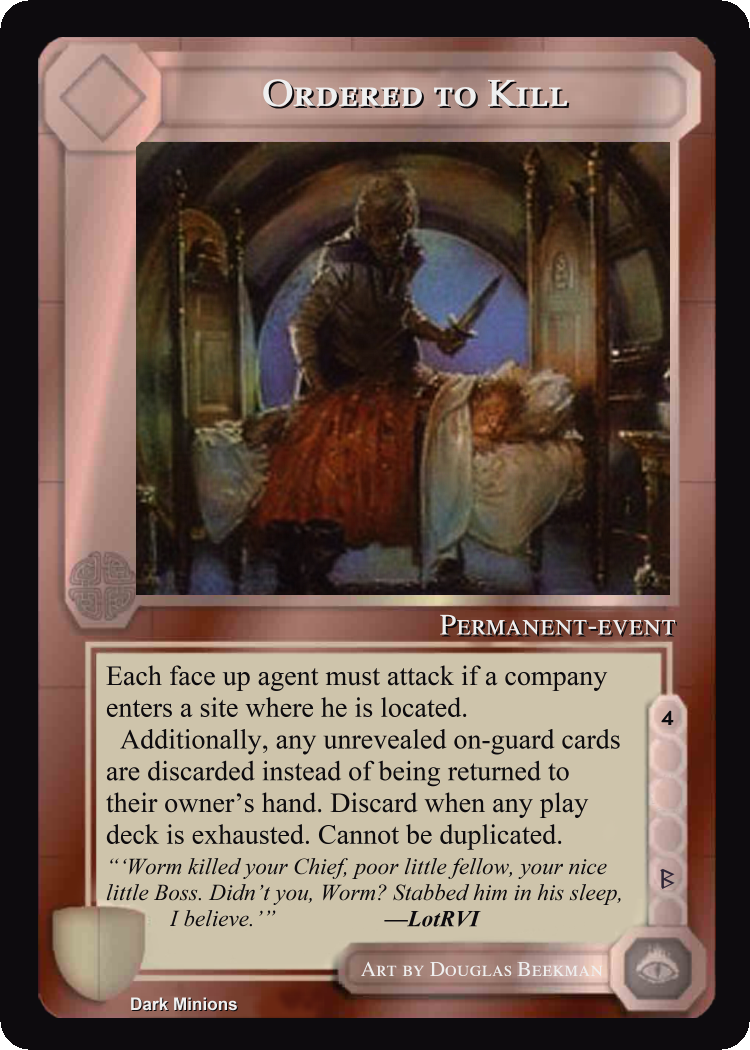 Ordered to Kill
Permanent-event
Each face up agent must attack if a company
enters a site where he is located.
Additionally, any unrevealed on-guard cards
are discarded instead of being returned to
their owner’s hand. Discard when any play
deck is exhausted. Cannot be duplicated.
“‘Worm killed your Chief, poor little fellow, your nice
little Boss. Didn’t you, Worm? Stabbed him in his sleep,
I believe.’” —LotRVI
4
ᛒ
Art by Douglas Beekman
Dark Minions